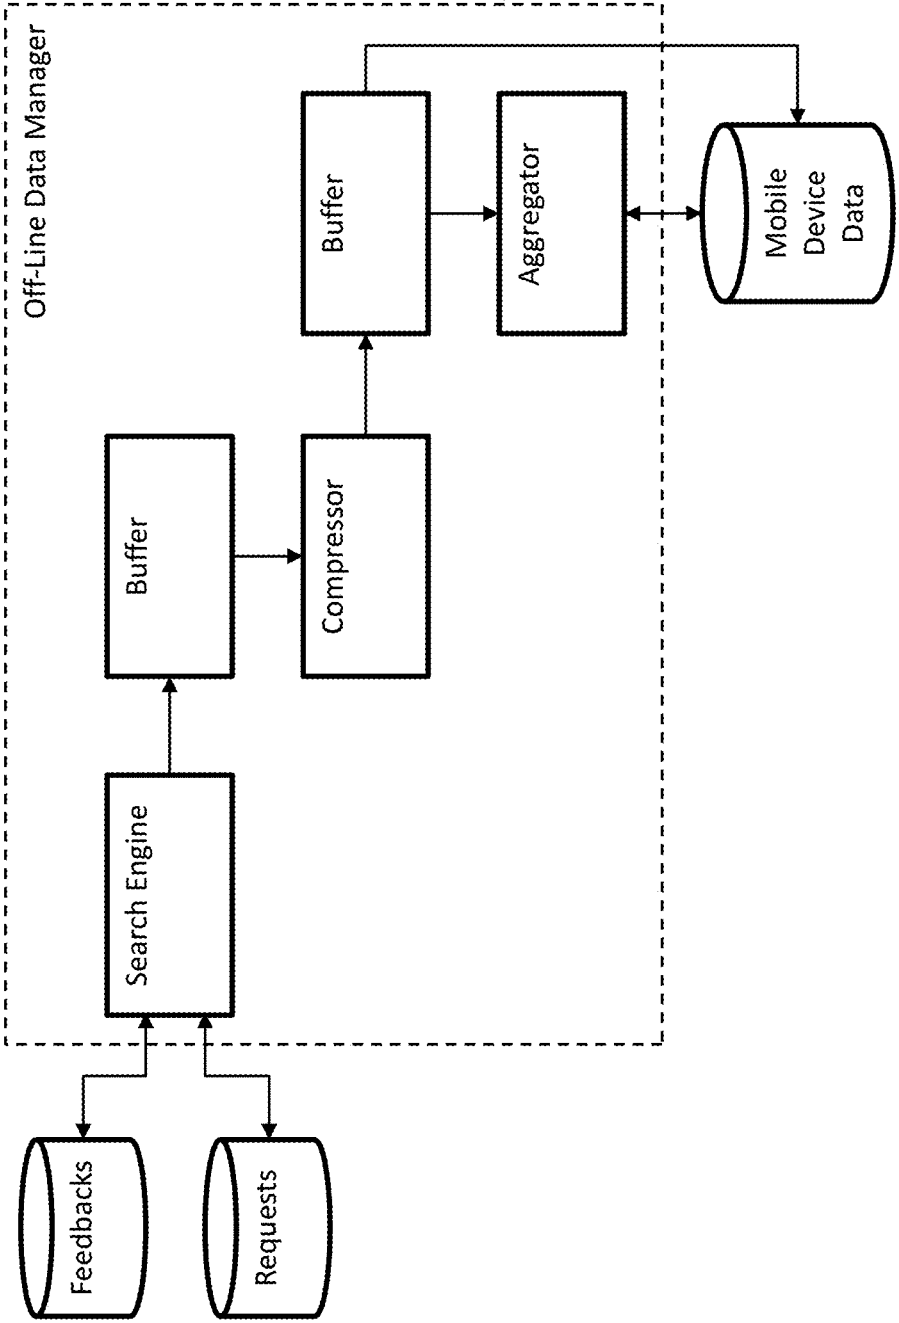 Off-Line Data Manager
Feedbacks
Requests
Search Engine
Buffer
Compressor
Buffer
Aggregator
Mobile
Device
Data